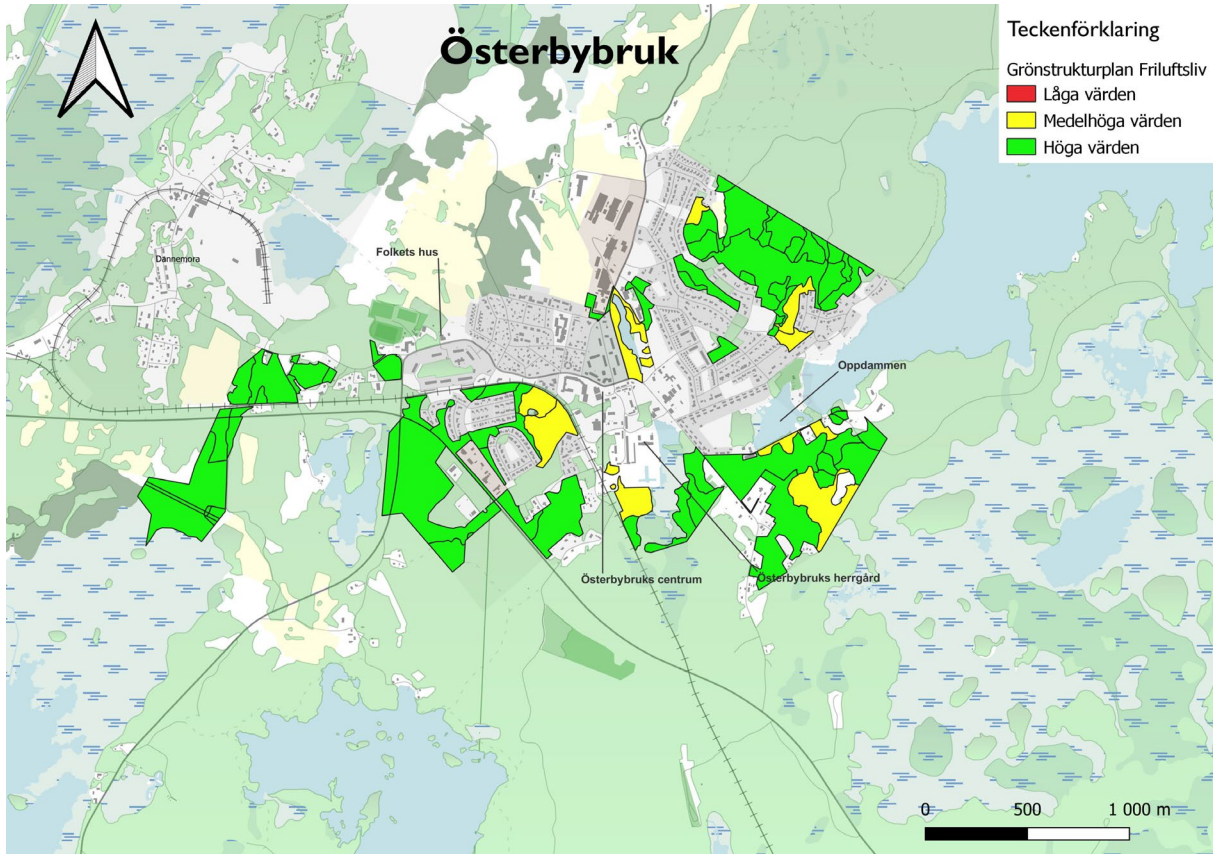 Österbybruk
Teckenförklaring
Grönstrukturplan Friluftsliv
Låga värden
Medelhöga värden
Höga värden
Folkets hus
Dannemora
Oppdammen
Österbybruks centrum
Österbybruks herrgård
0 500 1 000 m